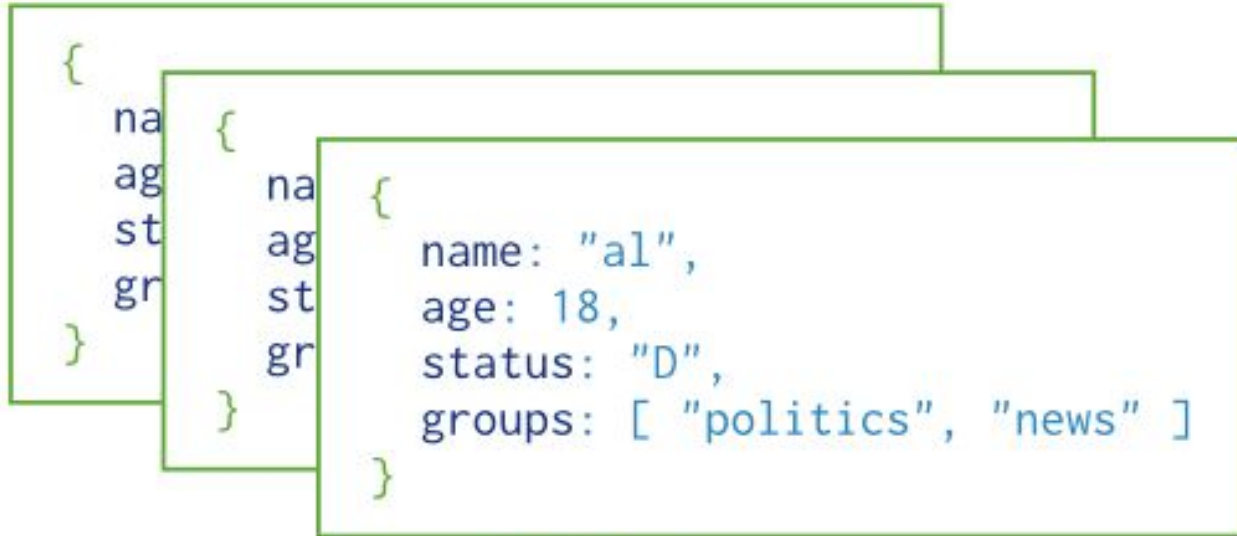 {
na
ag
st
gr
}
{
na
ag
st
gr
}
{
name: "al",
age: 18,
status: "D",
groups: [ "politics", "news" ]
}